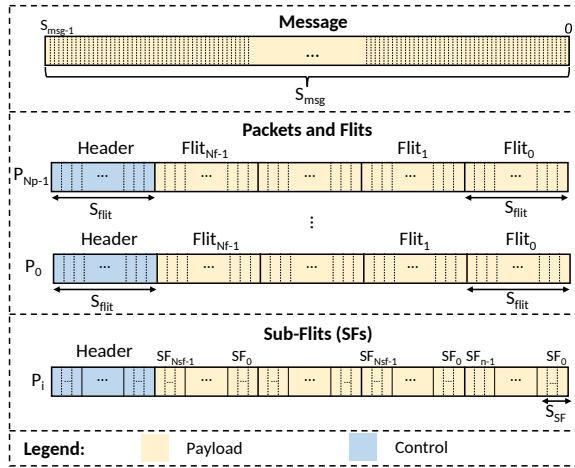 Message
S_msg-1 0
...
S_msg
Packets and Flits
Header Flit_Nf-1 Flit_1 Flit_0
P_Np-1 ... ... ... ... ...
S_flit S_flit
...
Header Flit_Nf-1 Flit_1 Flit_0
P_0 ... ... ... ... ...
S_flit S_flit
Sub-Flits (SFs)
Header SF_Nsf-1 SF_0 SF_Nsf-1 SF_0 SF_n-1 SF_0
P_i ... ... ... ... ... ... ... ... ... ... ... ... ...
S_SF
Legend: Payload Control